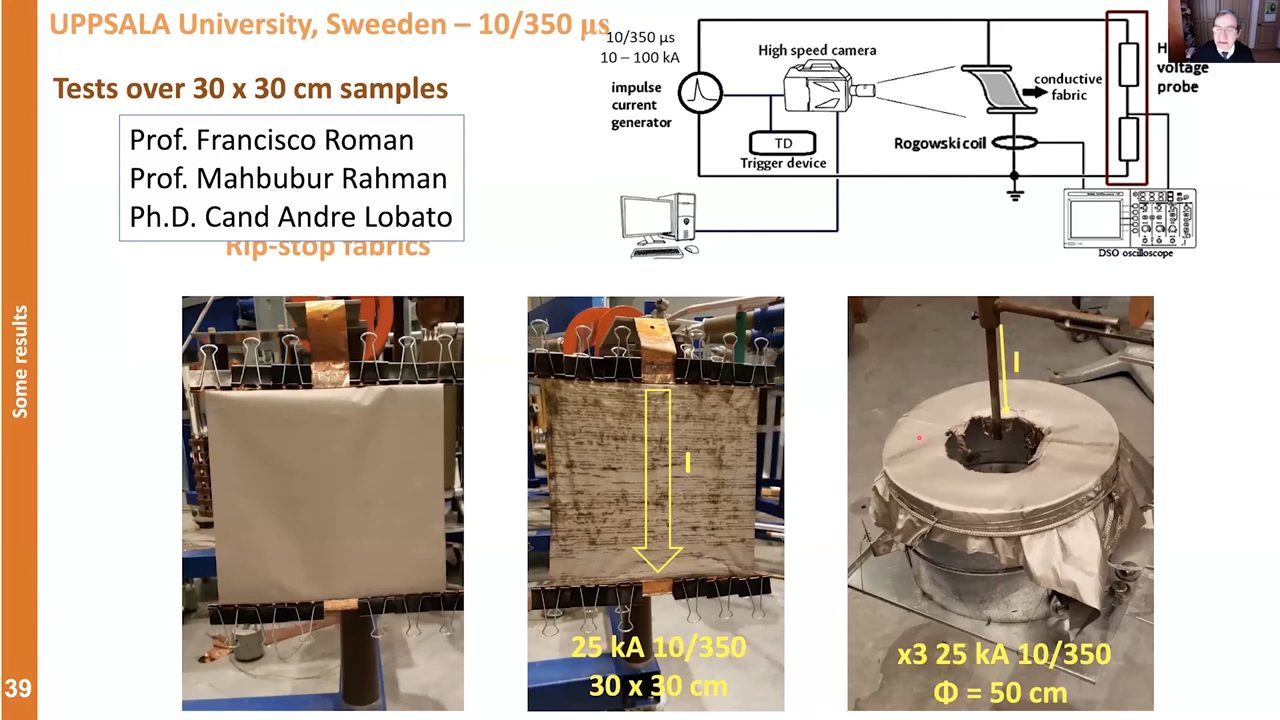 UPPSALA University, Sweeden – 10/350 µs
Tests over 30 x 30 cm samples
Prof. Francisco Roman
Prof. Mahbubur Rahman
Ph.D. Cand Andre Lobato
Rip-stop fabrics
10/350 µs
10 – 100 kA
impulse
current
generator
High speed camera
TD
Trigger device
conductive
fabric
Rogowski coil
voltage
probe
DSO oscilloscope
Some results
I
25 kA 10/350
30 x 30 cm
I
x3 25 kA 10/350
Φ = 50 cm
39